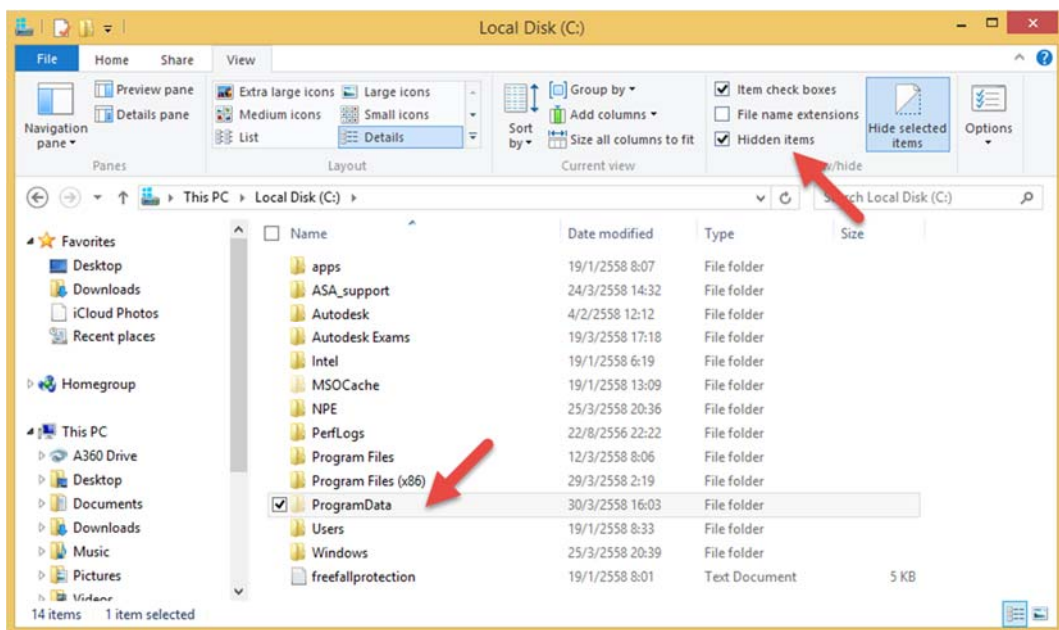 Local Disk (C:)
File Home Share View
Preview pane
Details pane
Navigation pane
Panes
Extra large icons Large icons
Medium icons Small icons
List Details
Layout
Sort by
Group by
Add columns
Size all columns to fit
Current view
Item check boxes
File name extensions
Hidden items
Hide selected items
Options
w/hide
This PC Local Disk (C:)
rch Local Disk (C:)
Favorites
Desktop
Downloads
iCloud Photos
Recent places
Homegroup
This PC
A360 Drive
Desktop
Documents
Downloads
Music
Pictures
Videos
Name Date modified Type Size
apps 19/1/2558 8:07 File folder
ASA_support 24/3/2558 14:32 File folder
Autodesk 4/2/2558 12:12 File folder
Autodesk Exams 19/3/2558 17:18 File folder
Intel 19/1/2558 6:19 File folder
MSOCache 19/1/2558 13:09 File folder
NPE 25/3/2558 20:36 File folder
PerfLogs 22/8/2556 22:22 File folder
Program Files 12/3/2558 8:06 File folder
Program Files (x86) 29/3/2558 2:19 File folder
ProgramData 30/3/2558 16:03 File folder
Users 19/1/2558 8:33 File folder
Windows 25/3/2558 20:39 File folder
freefallprotection 19/1/2558 8:01 Text Document 5 KB
14 items 1 item selected